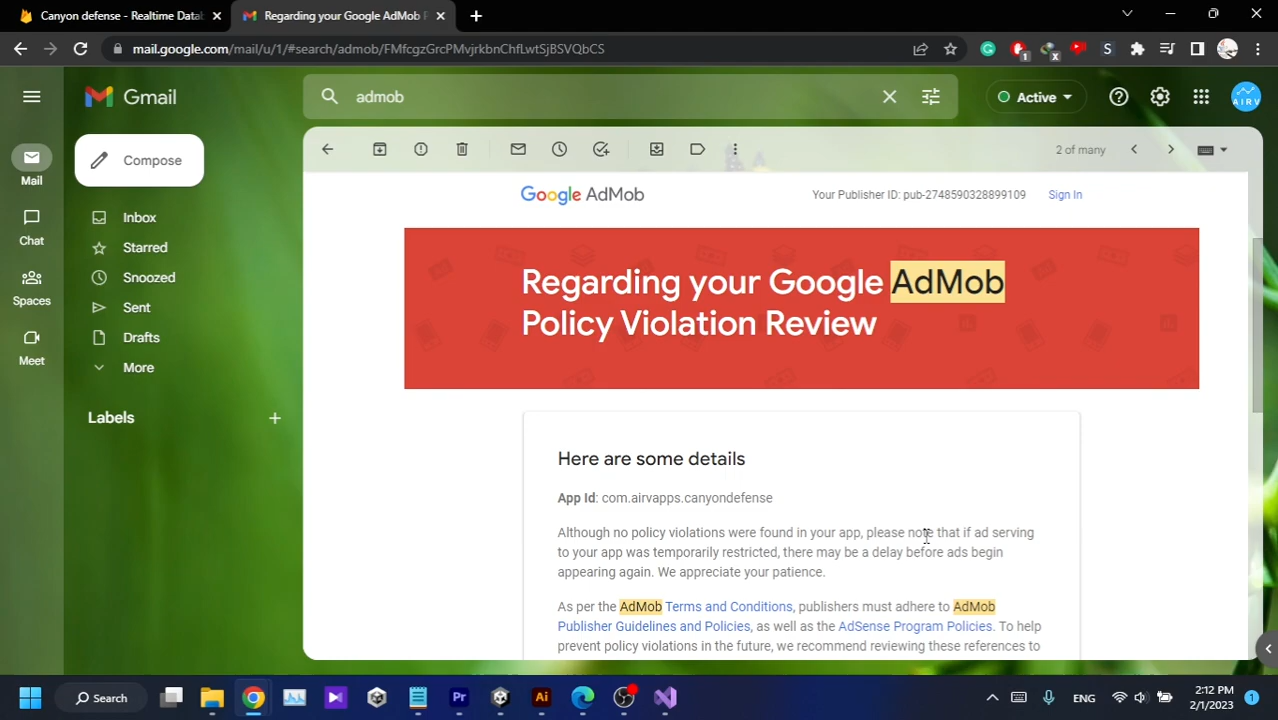 Canyon defense - Realtime Datab
Regarding your Google AdMob P
mail.google.com/mail/u/1/#search/admob/FMfcgzGrcPMvjrkbnChfLwtSjBSVQbCS
Gmail
admob
Active
AIRV
Compose
2 of many
Mail
Inbox
Chat
Starred
Spaces
Snoozed
Meet
Sent
Drafts
More
Labels
Google AdMob
Your Publisher ID: pub-2748590328899109
Sign In
Regarding your Google AdMob
Policy Violation Review
Here are some details
App Id: com.airvapps.canyondefense
Although no policy violations were found in your app, please note that if ad serving
to your app was temporarily restricted, there may be a delay before ads begin
appearing again. We appreciate your patience.
As per the AdMob Terms and Conditions, publishers must adhere to AdMob
Publisher Guidelines and Policies, as well as the AdSense Program Policies. To help
prevent policy violations in the future, we recommend reviewing these references to
Search
Pr
Ai
ENG
2:12 PM
2/1/2023
1